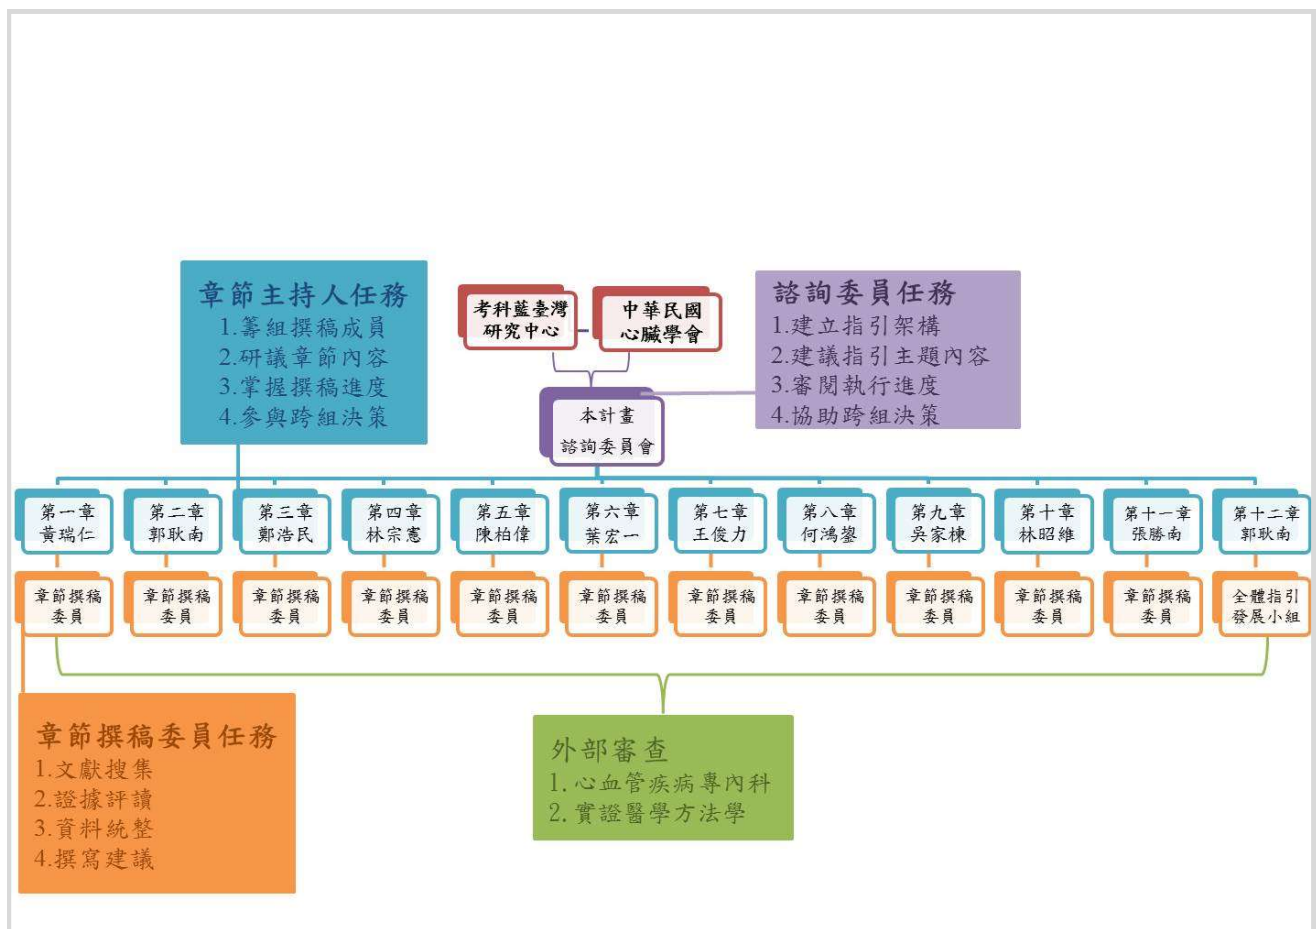 章節主持人任務
1.籌組撰稿成員
2.研議章節內容
3.掌握撰稿進度
4.參與跨組決策
考科藍臺灣
研究中心
中華民國
心臟學會
諮詢委員任務
1.建立指引架構
2.建議指引主題內容
3.審閱執行進度
4.協助跨組決策
本計畫
諮詢委員會
第一章
黃瑞仁
第二章
郭耿南
第三章
鄭浩民
第四章
林宗憲
第五章
陳柏偉
第六章
葉宏一
第七章
王俊力
第八章
何鴻鋆
第九章
吳家棟
第十章
林昭維
第十一章
張勝南
第十二章
郭耿南
章節撰稿
委員
章節撰稿
委員
章節撰稿
委員
章節撰稿
委員
章節撰稿
委員
章節撰稿
委員
章節撰稿
委員
章節撰稿
委員
章節撰稿
委員
章節撰稿
委員
章節撰稿
委員
全體指引
發展小組
章節撰稿委員任務
1.文獻搜集
2.證據評讀
3.資料統整
4.撰寫建議
外部審查
1.心血管疾病專內科
2.實證醫學方法學